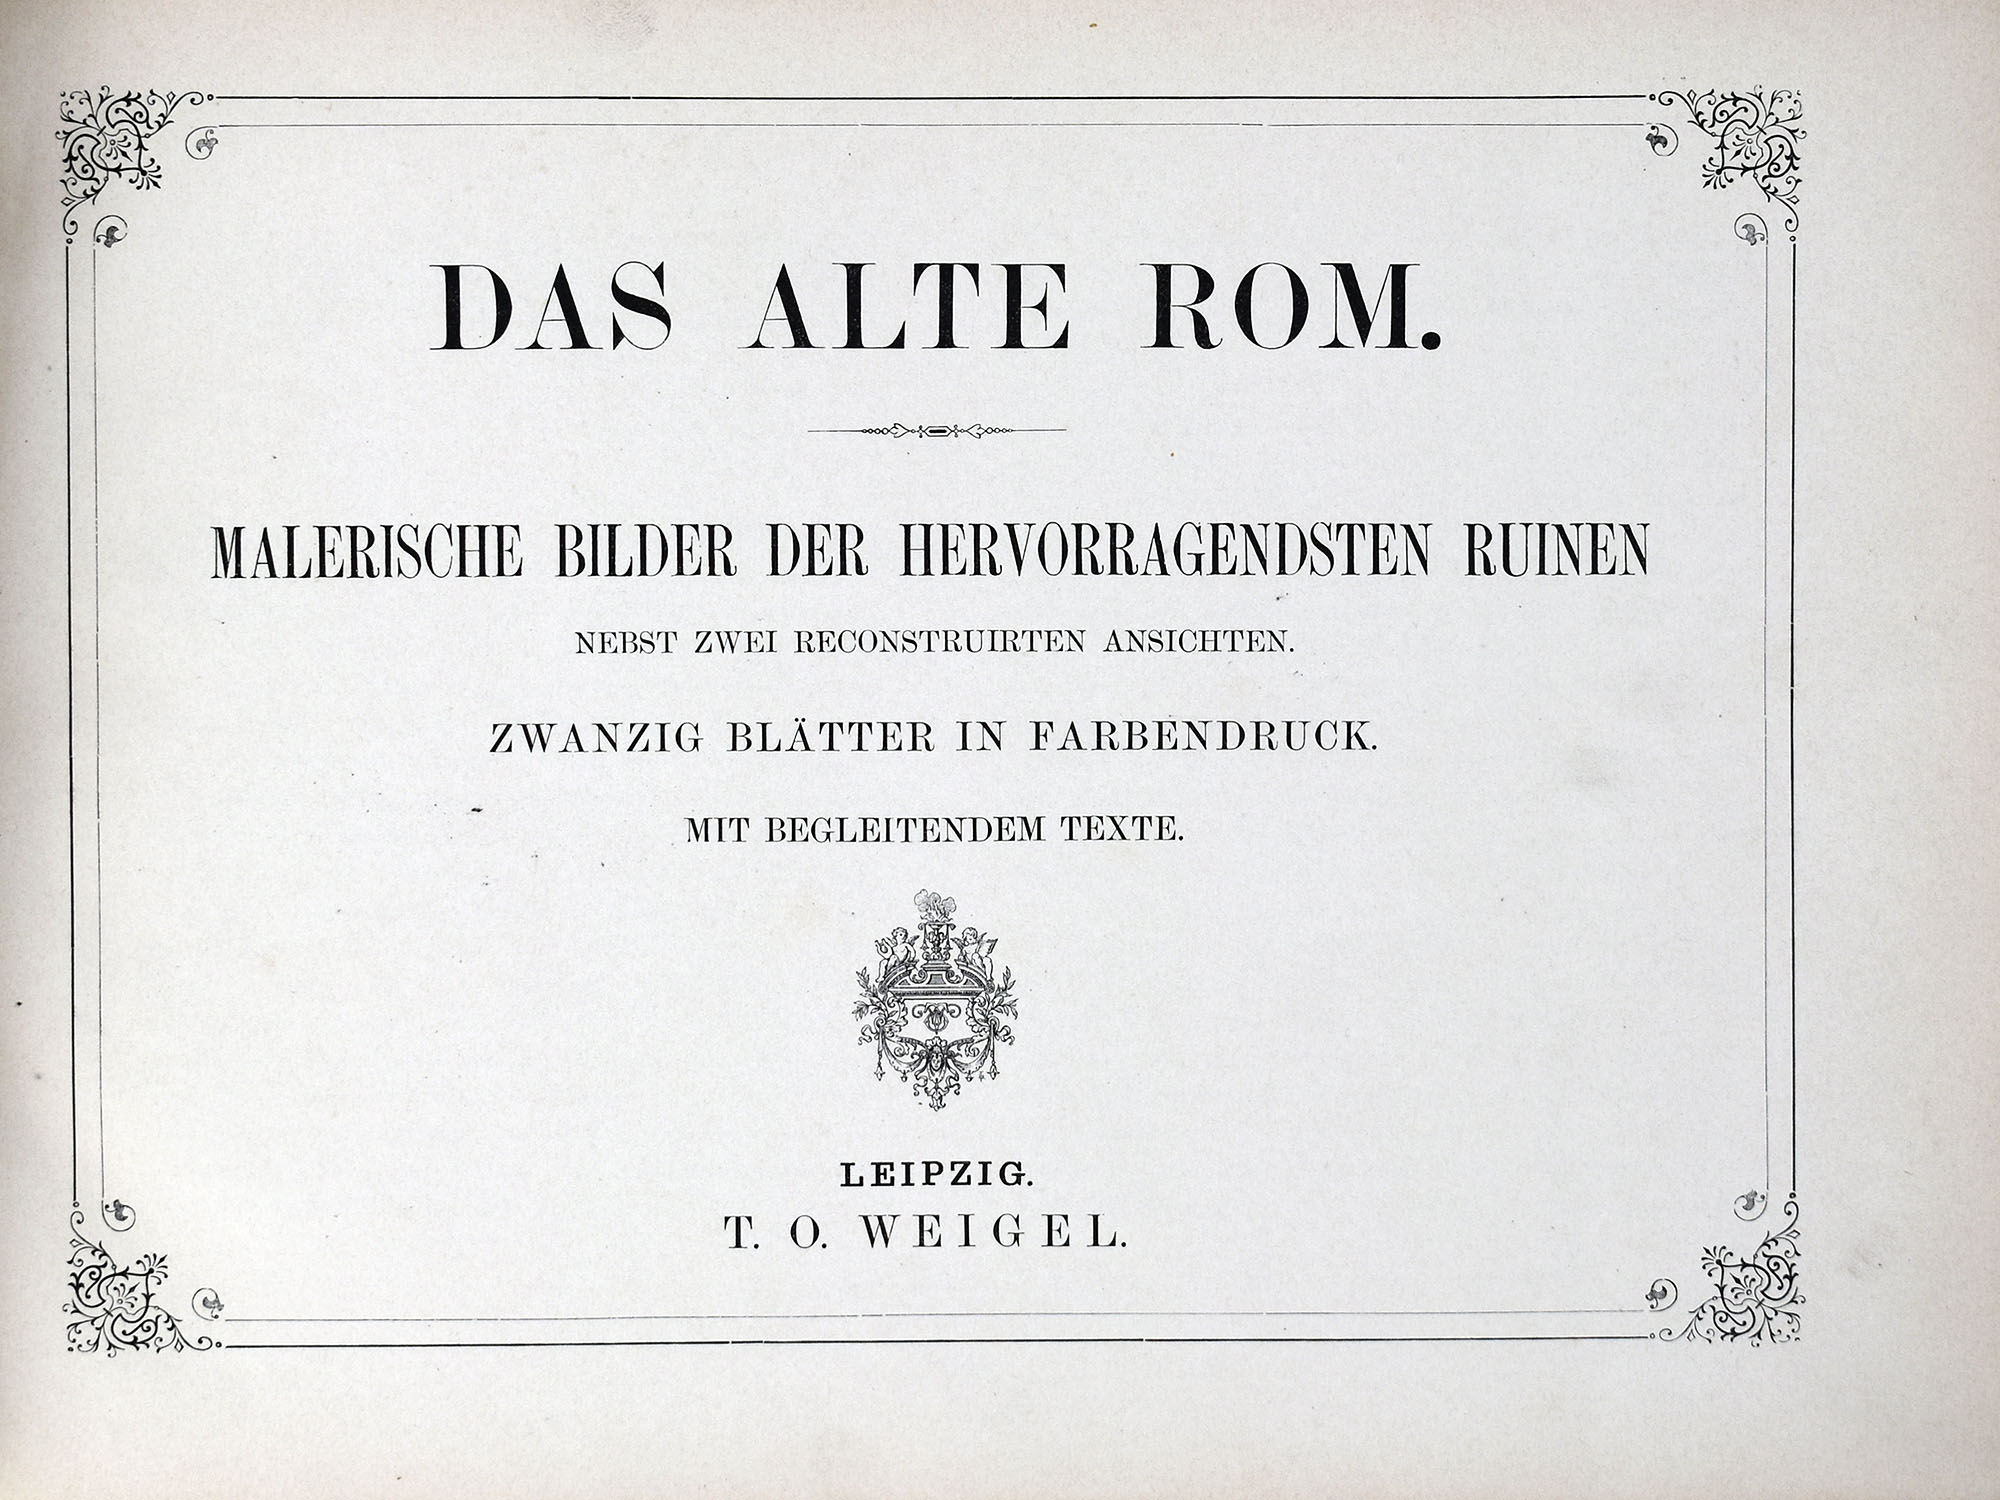 DAS ALTE ROM.
MALERISCHE BILDER DER HERVORRAGENDSTEN RUINEN
NEBST ZWEI RECONSTRUIRTEN ANSICHTEN.
ZWANZIG BLÄTTER IN FARBENDRUCK.
MIT BEGLEITENDEM TEXTE.
LEIPZIG.
T. O. WEIGEL.